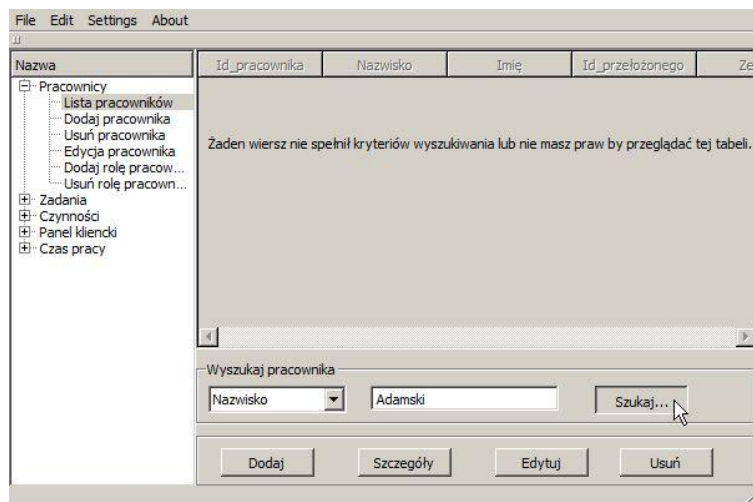 File Edit Settings About
Nazwa
Id_pracownika Nazwisko Imię Id_przełożonego Ze
Pracownicy
Lista pracowników
Dodaj pracownika
Usuń pracownika
Edycja pracownika
Dodaj rolę pracow...
Usuń rolę pracown...
Zadania
Czynności
Panel kliencki
Czas pracy
Żaden wiersz nie spełnił kryteriów wyszukiwania lub nie masz praw by przeglądać tej tabeli.
Wyszukaj pracownika
Nazwisko Adamski Szukaj...
Dodaj Szczegóły Edytuj Usuń